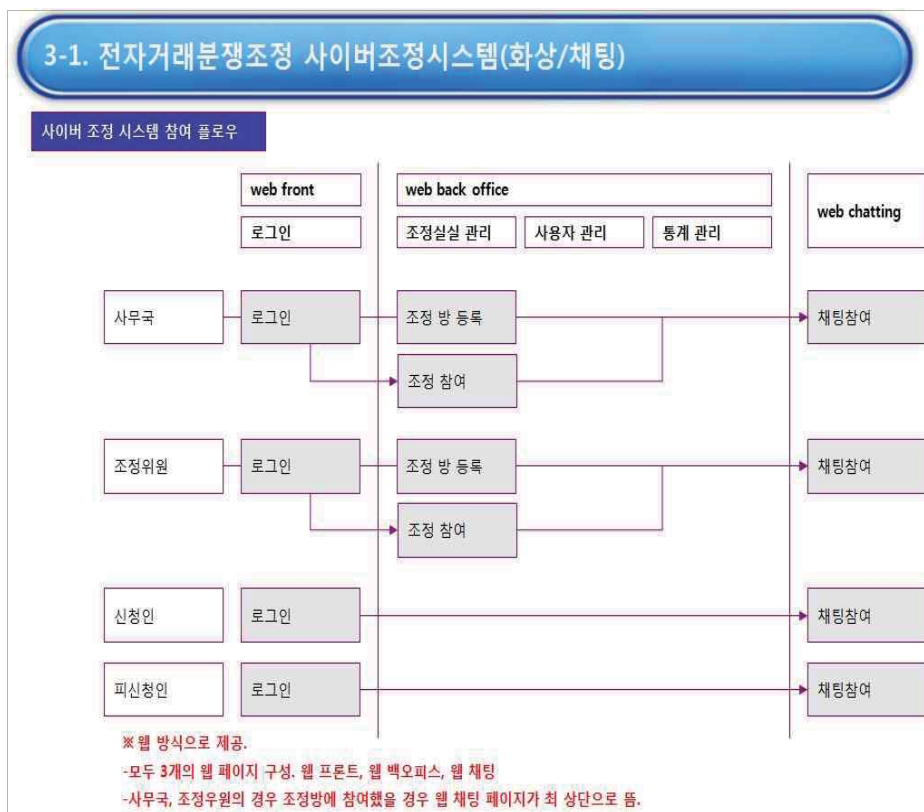 3-1. 전자거래분쟁조정 사이버조정시스템(화상/채팅)
사이버 조정 시스템 참여 플로우
web front
web back office
web chatting
로그인
조정실실 관리
사용자 관리
통계 관리
사무국
로그인
조정 방 등록
채팅참여
조정 참여
조정위원
로그인
조정 방 등록
채팅참여
조정 참여
신청인
로그인
채팅참여
피신청인
로그인
채팅참여
※ 웹 방식으로 제공.
-모두 3개의 웹 페이지 구성. 웹 프론트, 웹 백오피스, 웹 채팅
-사무국, 조정우원의 경우 조정방에 참여했을 경우 웹 채팅 페이지가 최 상단으로 뜸.